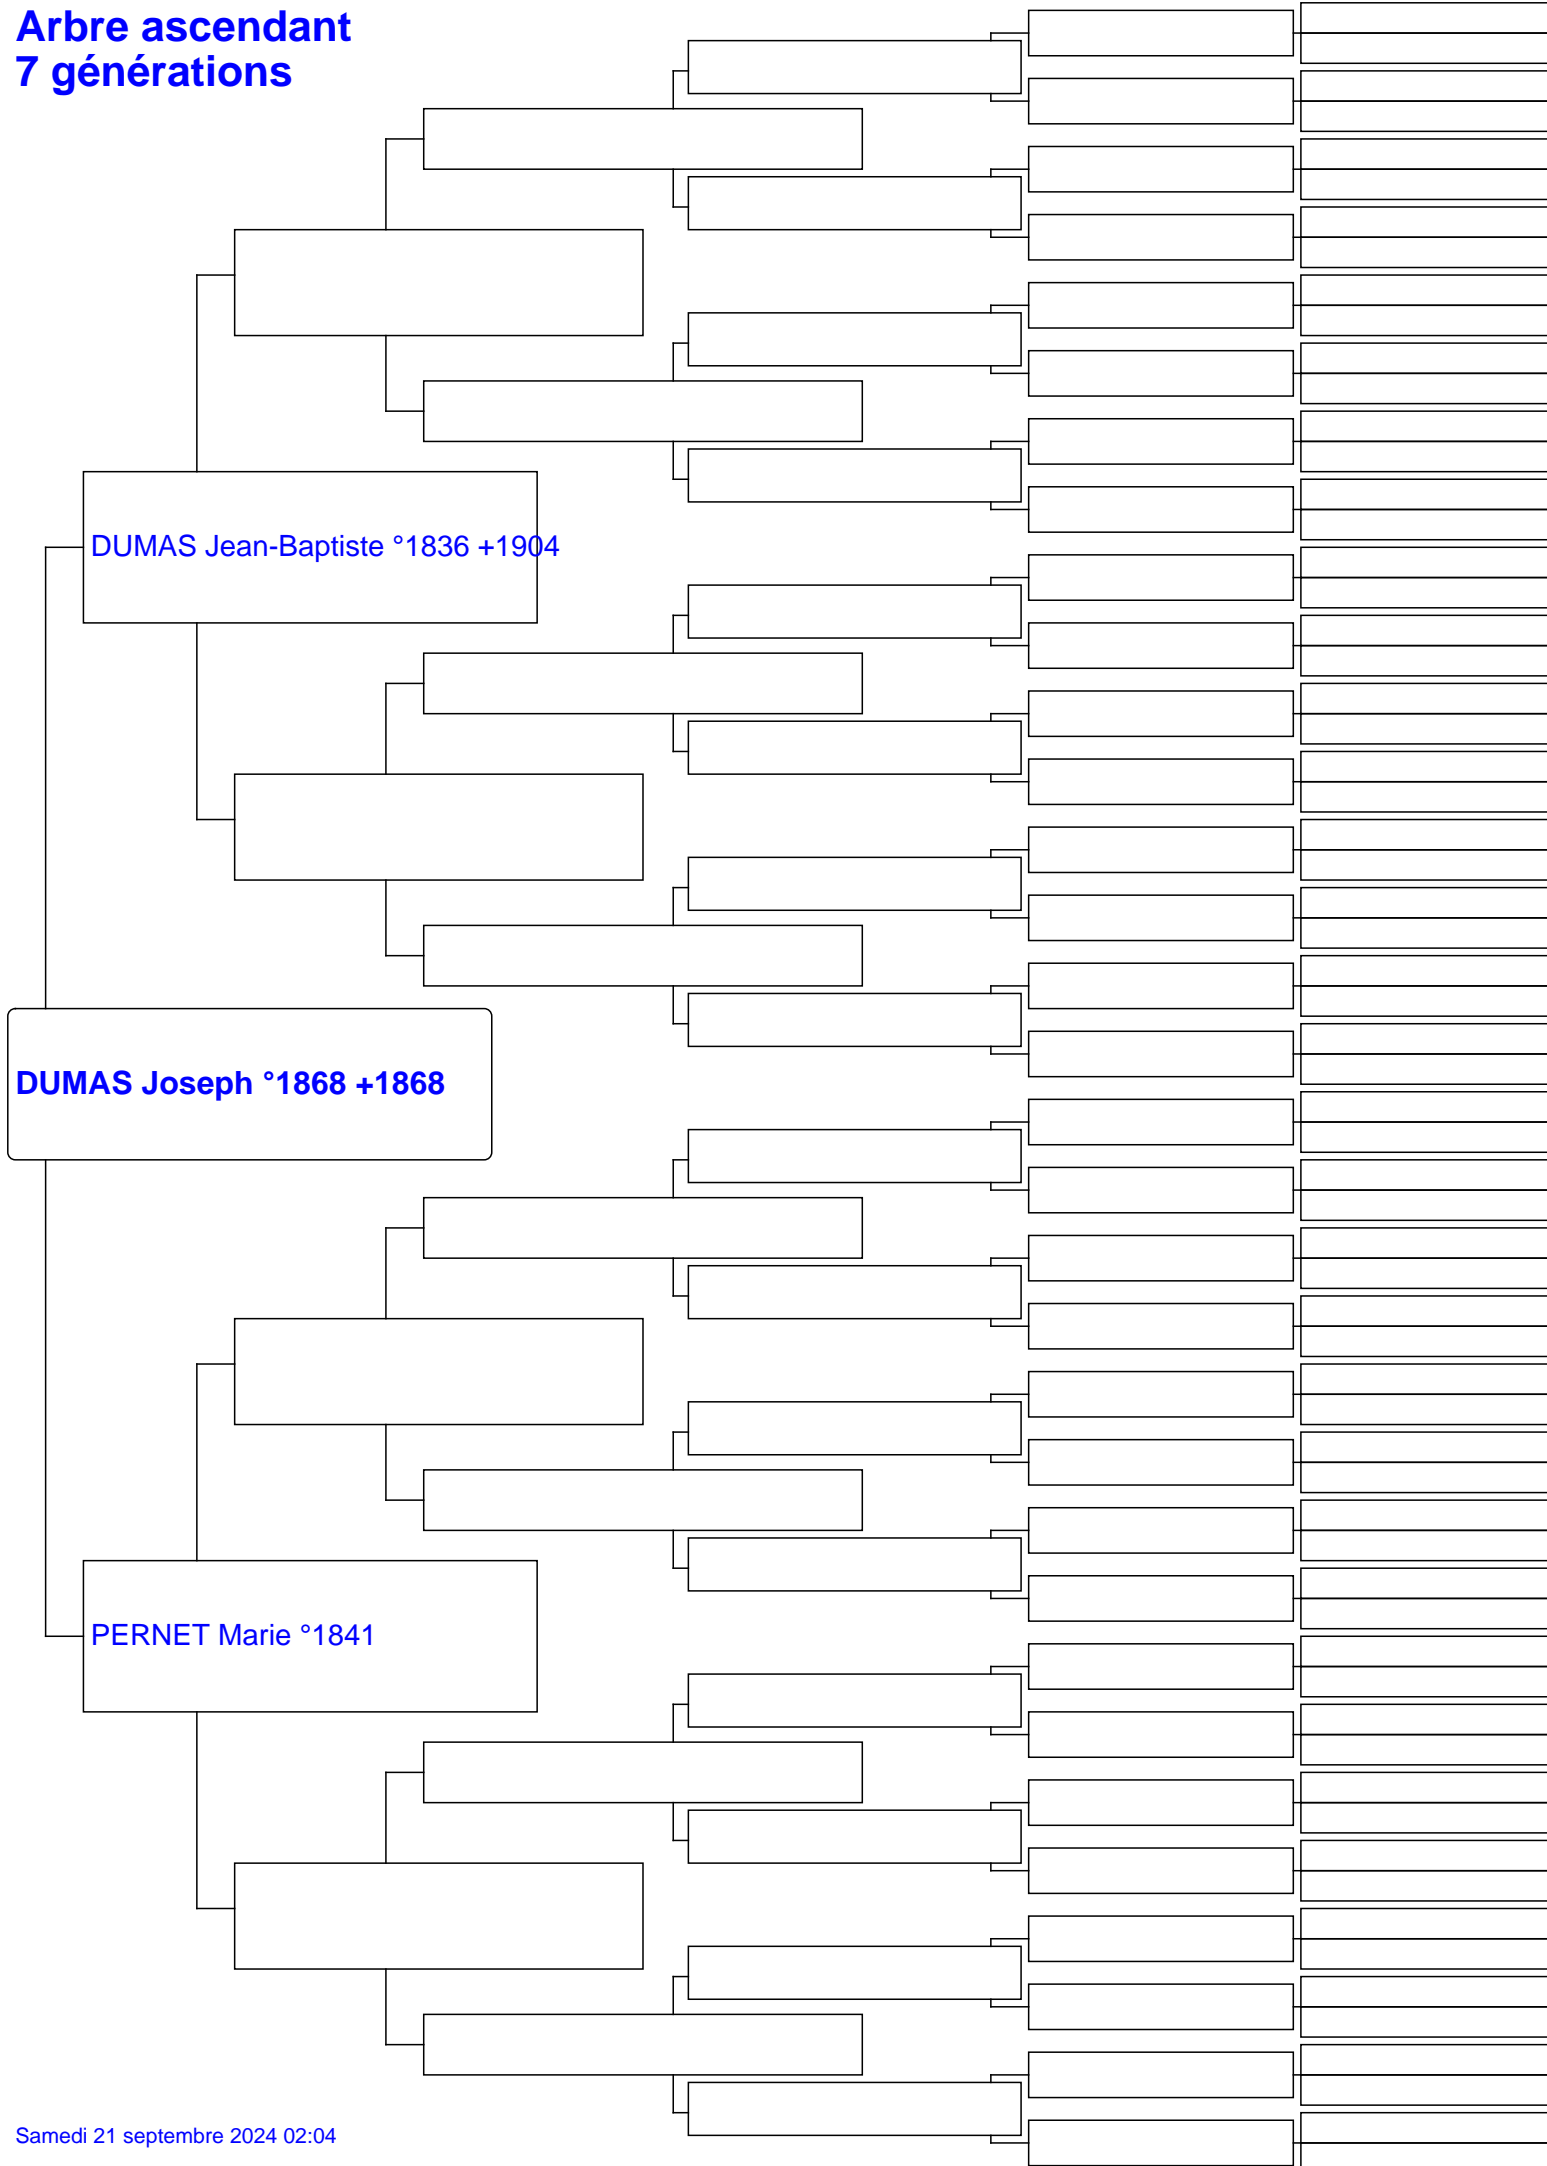 Arbre ascendant
7 générations
DUMAS Jean-Baptiste °1836 +1904
DUMAS Joseph °1868 +1868
PERNET Marie °1841
Samedi 21 septembre 2024 02:04